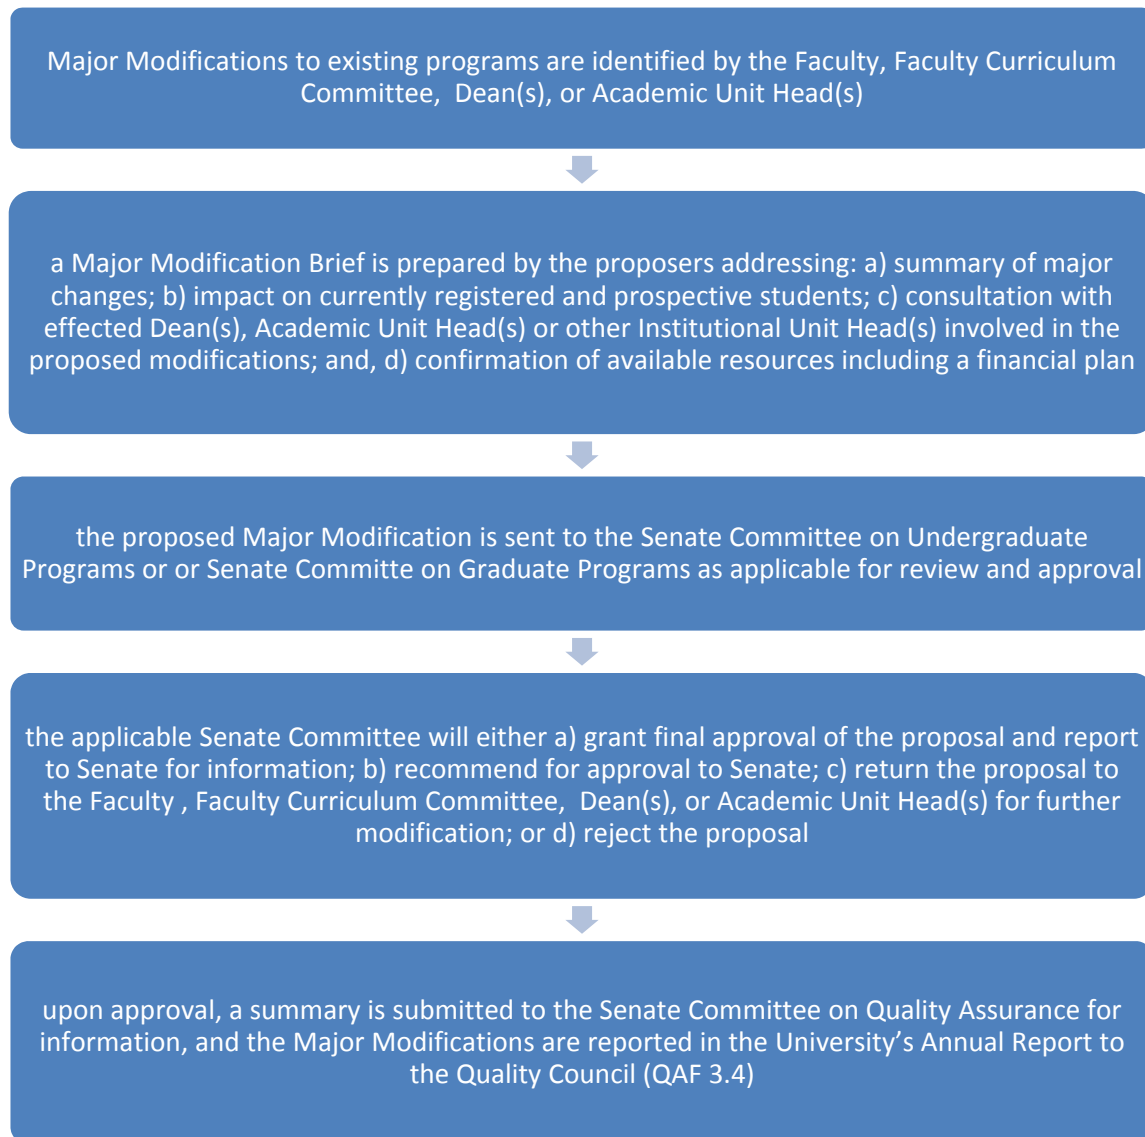 Major Modifications to existing programs are identified by the Faculty, Faculty Curriculum
Committee,  Dean(s), or Academic Unit Head(s)
a Major Modification Brief is prepared by the proposers addressing: a) summary of major
changes; b) impact on currently registered and prospective students; c) consultation with
effected Dean(s), Academic Unit Head(s) or other Institutional Unit Head(s) involved in the
proposed modifications; and, d) confirmation of available resources including a financial plan
the proposed Major Modification is sent to the Senate Committee on Undergraduate
Programs or or Senate Committe on Graduate Programs as applicable for review and approval
the applicable Senate Committee will either a) grant final approval of the proposal and report
to Senate for information; b) recommend for approval to Senate; c) return the proposal to
the Faculty , Faculty Curriculum Committee,  Dean(s), or Academic Unit Head(s) for further
modification; or d) reject the proposal
upon approval, a summary is submitted to the Senate Committee on Quality Assurance for
information, and the Major Modifications are reported in the University’s Annual Report to
the Quality Council (QAF 3.4)